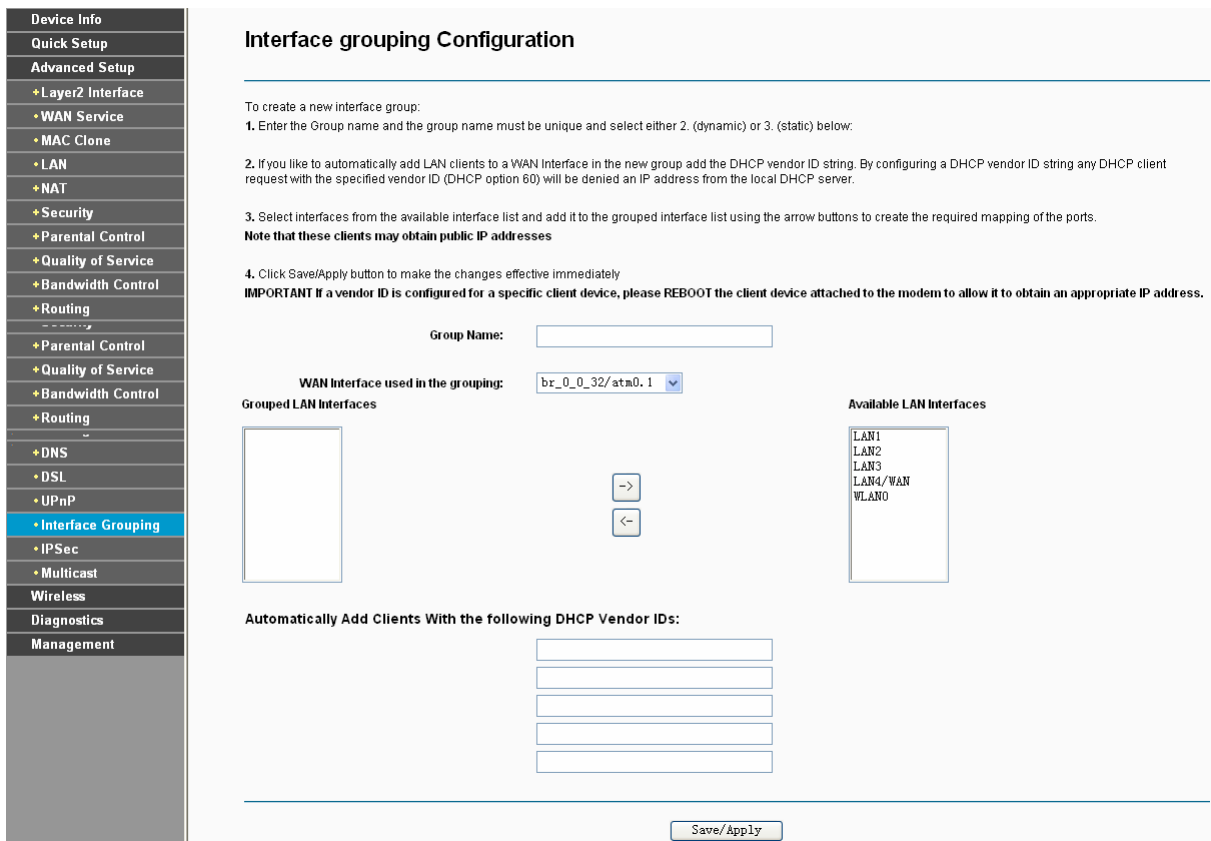 Device Info
Quick Setup
Advanced Setup
+Layer2 Interface
•WAN Service
•MAC Clone
•LAN
+NAT
+Security
+Parental Control
+Quality of Service
+Bandwidth Control
+Routing
+Parental Control
+Quality of Service
+Bandwidth Control
+Routing
+DNS
•DSL
•UPnP
•Interface Grouping
•IPSec
•Multicast
Wireless
Diagnostics
Management
Interface grouping Configuration
To create a new interface group:
1. Enter the Group name and the group name must be unique and select either 2. (dynamic) or 3. (static) below:
2. If you like to automatically add LAN clients to a WAN Interface in the new group add the DHCP vendor ID string. By configuring a DHCP vendor ID string any DHCP client
request with the specified vendor ID (DHCP option 60) will be denied an IP address from the local DHCP server.
3. Select interfaces from the available interface list and add it to the grouped interface list using the arrow buttons to create the required mapping of the ports.
Note that these clients may obtain public IP addresses
4. Click Save/Apply button to make the changes effective immediately
IMPORTANT If a vendor ID is configured for a specific client device, please REBOOT the client device attached to the modem to allow it to obtain an appropriate IP address.
Group Name:
WAN Interface used in the grouping: br_0_0_32/atm0.1
Grouped LAN Interfaces
->
<-
Available LAN Interfaces
LAN1
LAN2
LAN3
LAN4/WAN
WLAN0
Automatically Add Clients With the following DHCP Vendor IDs:
Save/Apply